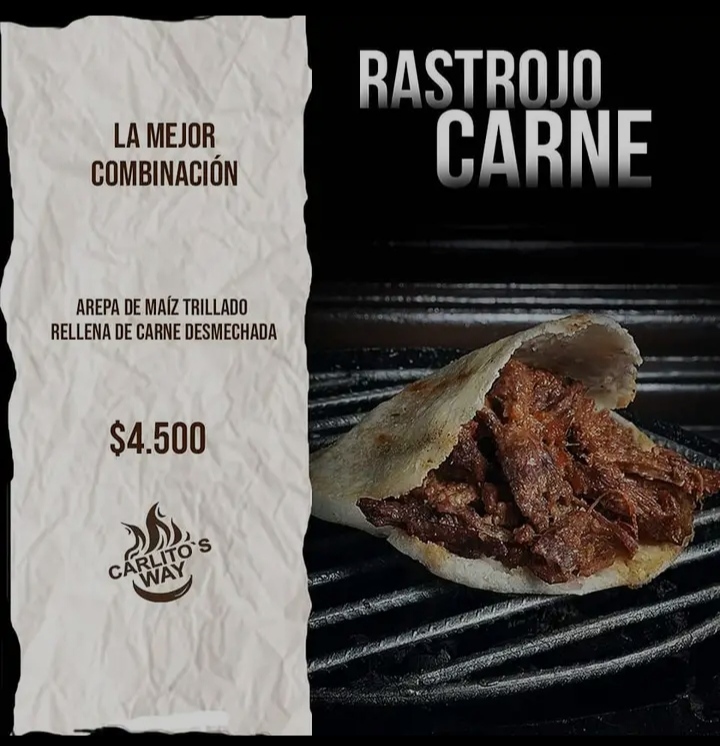 LA MEJOR
COMBINACIÓN
AREPA DE MAÍZ TRILLADO
RELLENA DE CARNE DESMECHADA
$4.500
CARLITO'S
WAY
RASTROJO
CARNE